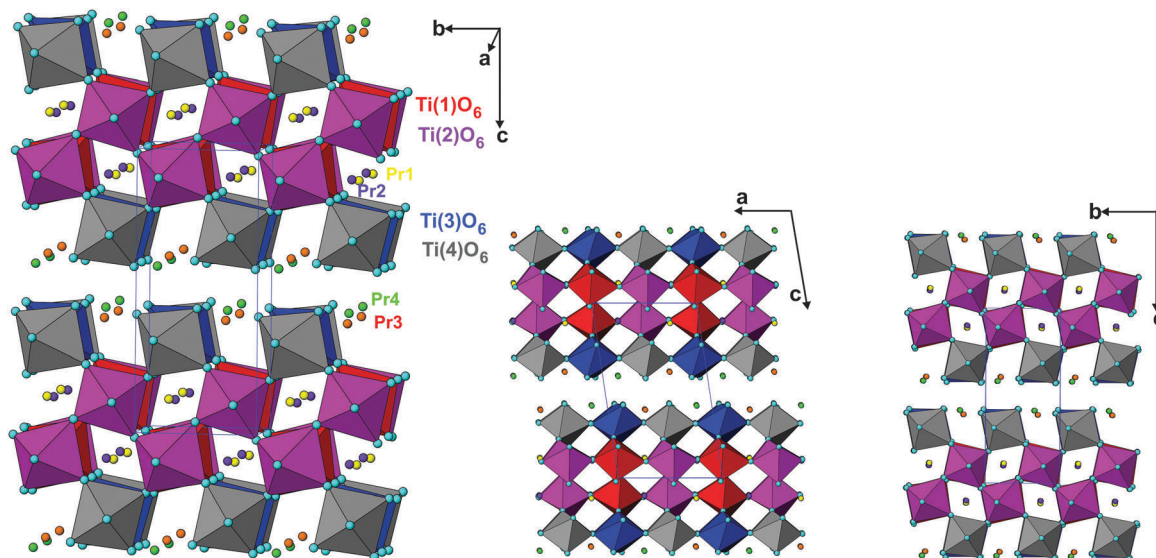 b
a
c
Ti(1)O6
Ti(2)O6
Pr1
Pr2
Ti(3)O6
Ti(4)O6
Pr4
Pr3
a
c
b
c